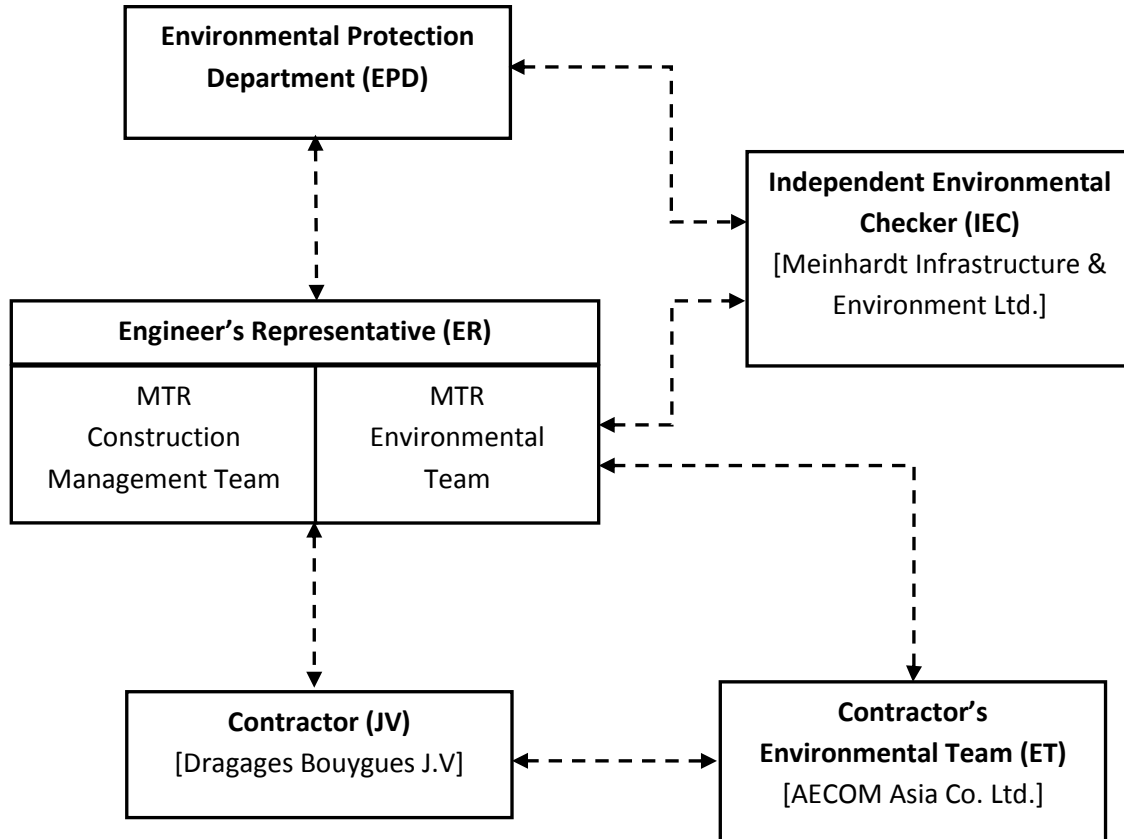 Environmental Protection
Department (EPD)
Independent Environmental
Checker (IEC)
[Meinhardt Infrastructure &
Environment Ltd.]
Engineer’s Representative (ER)
MTR
Construction
Management Team
MTR
Environmental
Team
Contractor (JV)
[Dragages Bouygues J.V]
Contractor’s
Environmental Team (ET)
[AECOM Asia Co. Ltd.]